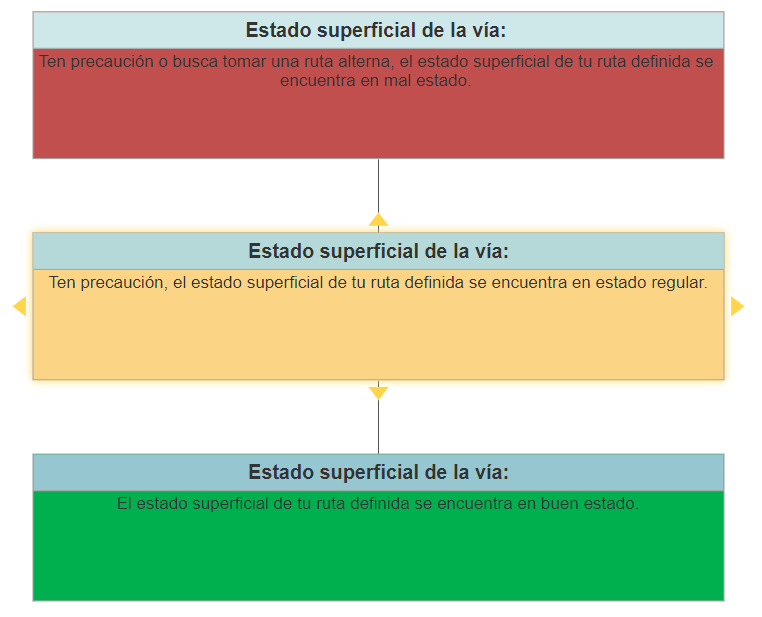 Estado superficial de la vía:
Ten precaución o busca tomar una ruta alterna, el estado superficial de tu ruta definida se
encuentra en mal estado.
Estado superficial de la vía:
Ten precaución, el estado superficial de tu ruta definida se encuentra en estado regular.
Estado superficial de la vía:
El estado superficial de tu ruta definida se encuentra en buen estado.